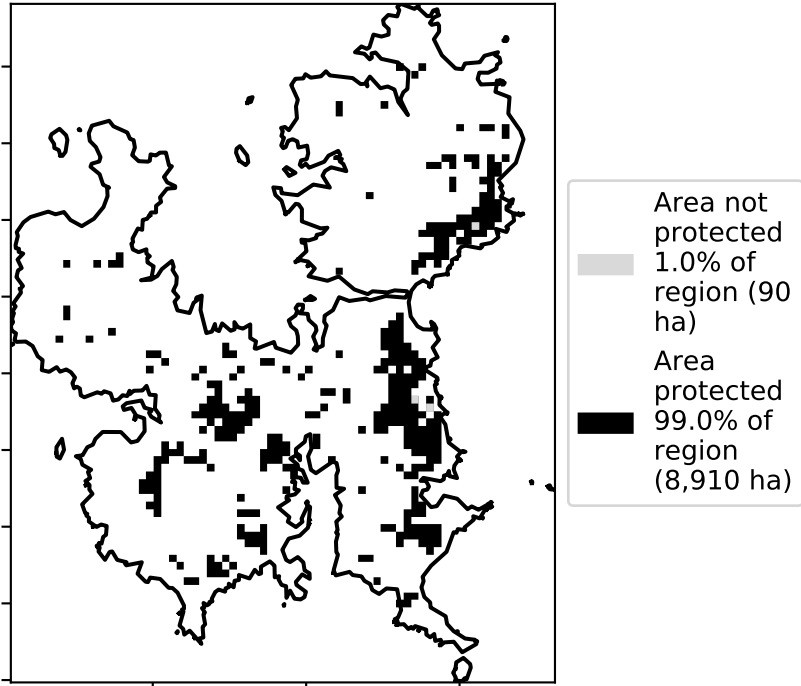 Area not
protected
1.0% of
region (90
ha)
Area
protected
99.0% of
region
(8,910 ha)